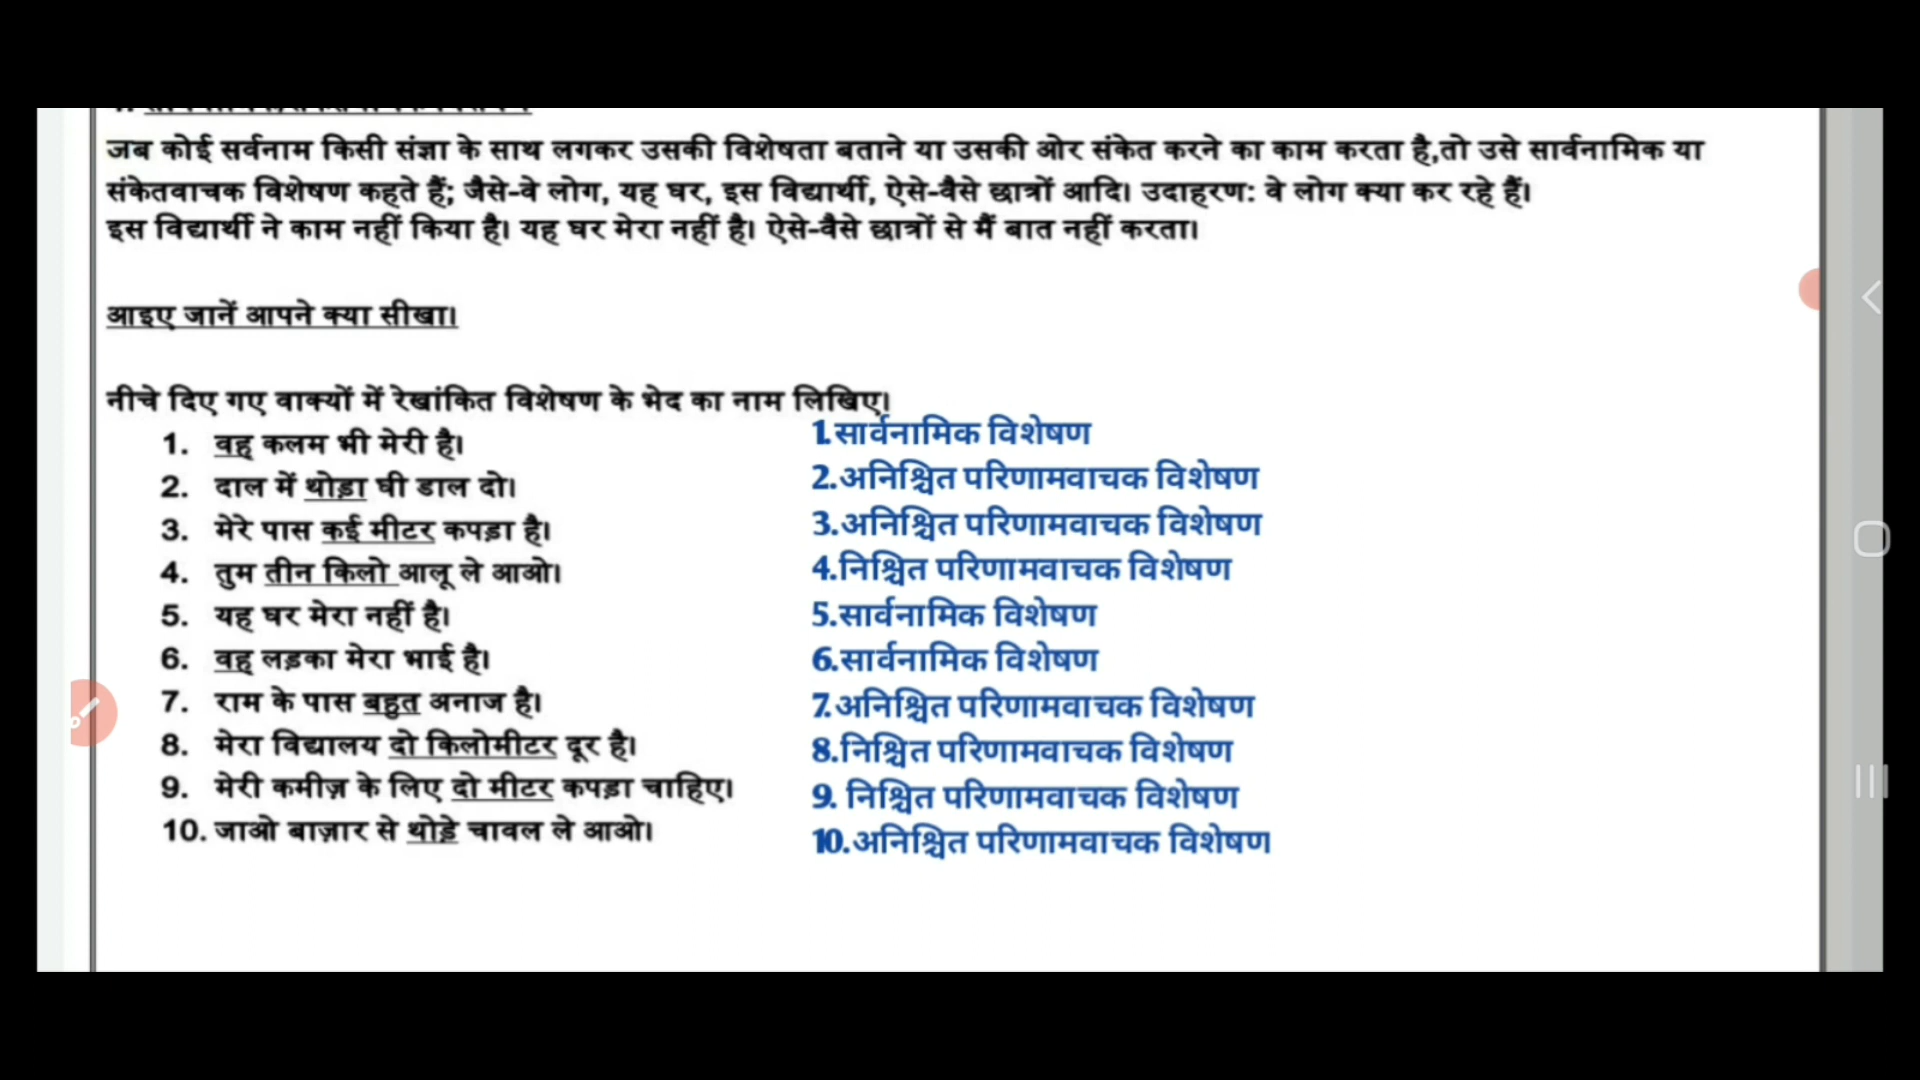 जब कोई सर्वनाम किसी संज्ञा के साथ लगकर उसकी विशेषता बताने या उसकी ओर संकेत करने का काम करता है,तो उसे सार्वनामिक या
संकेतवाचक विशेषण कहते हैं; जैसे-वे लोग, यह घर, इस विद्यार्थी, ऐसे-वैसे छात्रों आदि। उदाहरण: वे लोग क्या कर रहे हैं।
इस विद्यार्थी ने काम नहीं किया है। यह घर मेरा नहीं है। ऐसे-वैसे छात्रों से मैं बात नहीं करता।
आइए जानें आपने क्या सीखा।
नीचे दिए गए वाक्यों में रेखांकित विशेषण के भेद का नाम लिखिए।
1. वह कलम भी मेरी है।
2. दाल में थोड़ा घी डाल दो।
3. मेरे पास कई मीटर कपड़ा है।
4. तुम तीन किलो आलू ले आओ।
5. यह घर मेरा नहीं है।
6. वह लड़का मेरा भाई है।
7. राम के पास बहुत अनाज है।
8. मेरा विद्यालय दो किलोमीटर दूर है।
9. मेरी कमीज़ के लिए दो मीटर कपड़ा चाहिए।
10. जाओ बाज़ार से थोड़े चावल ले आओ।
1.सार्वनामिक विशेषण
2.अनिश्चित परिणामवाचक विशेषण
3.अनिश्चित परिणामवाचक विशेषण
4.निश्चित परिणामवाचक विशेषण
5.सार्वनामिक विशेषण
6.सार्वनामिक विशेषण
7.अनिश्चित परिणामवाचक विशेषण
8.निश्चित परिणामवाचक विशेषण
9. निश्चित परिणामवाचक विशेषण
10.अनिश्चित परिणामवाचक विशेषण